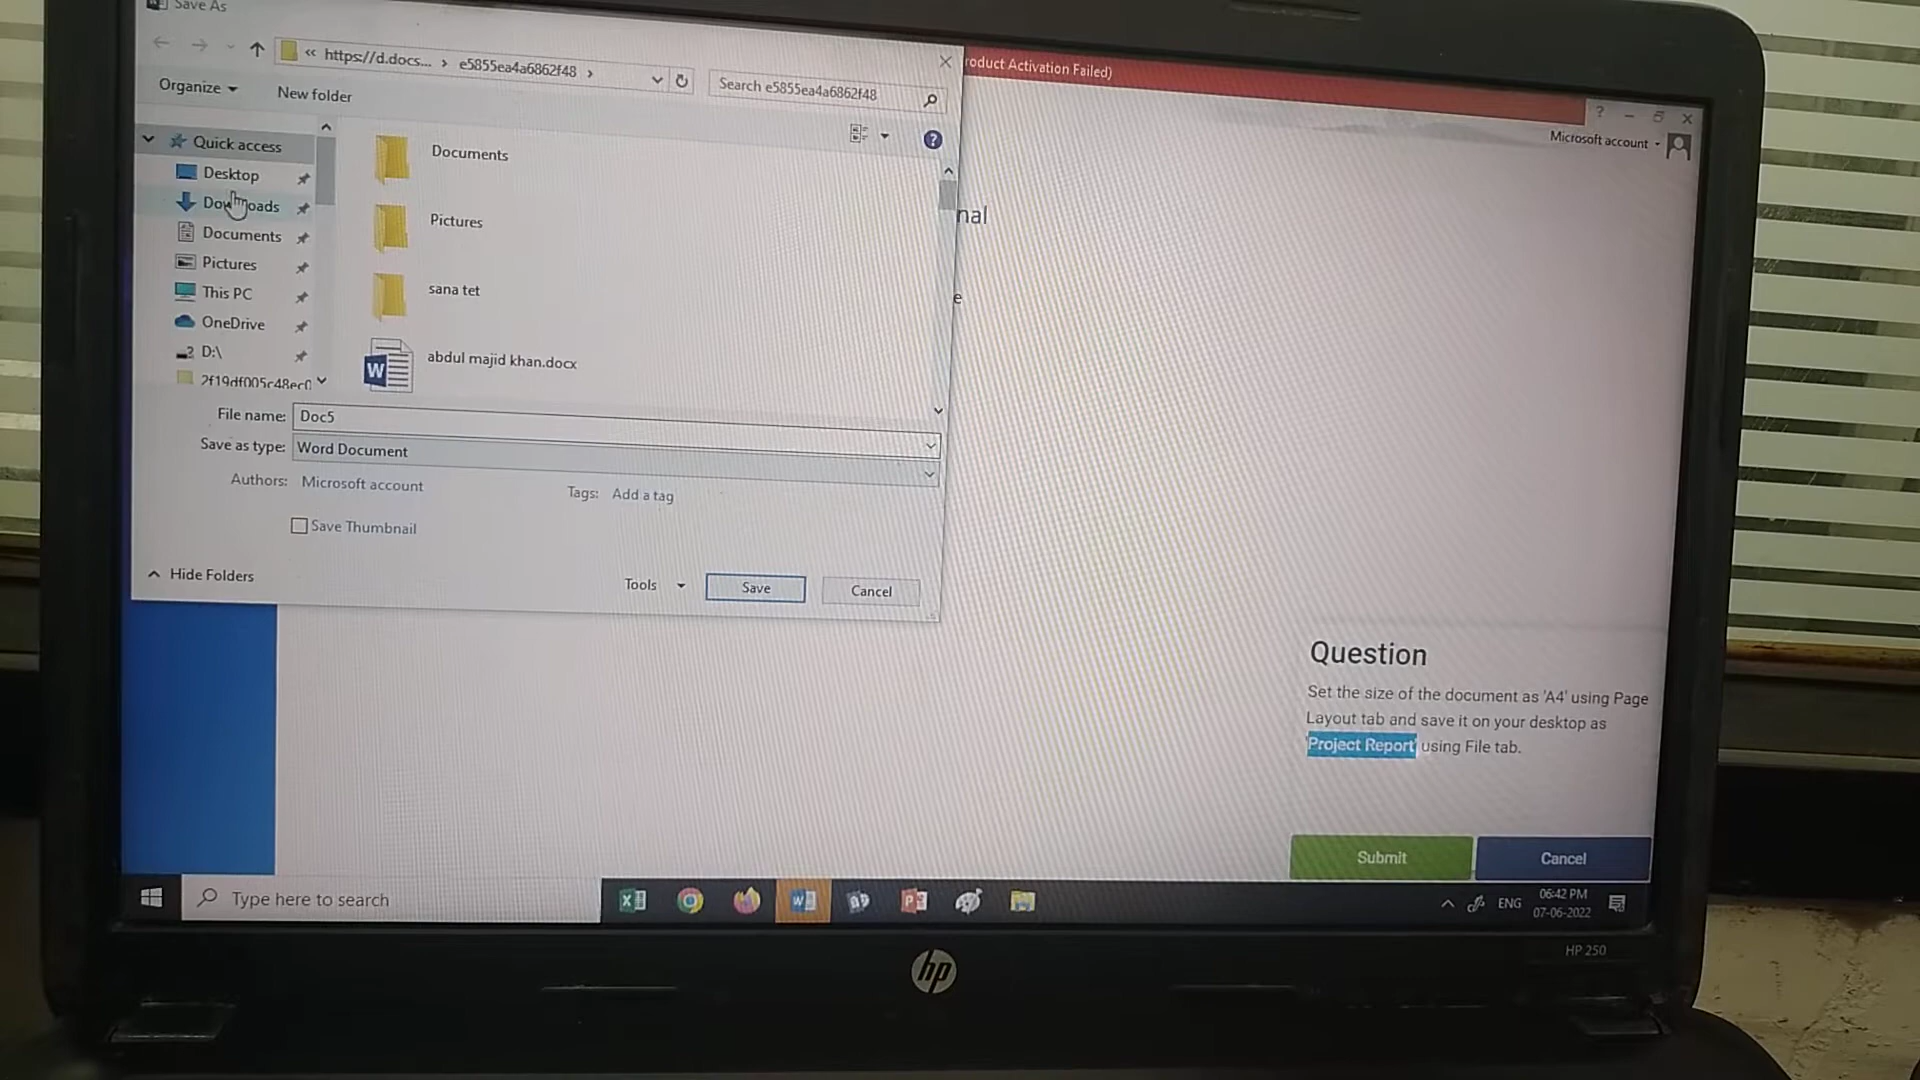 Save As
« https://d.docs... › e5855ea4a6862f48 ›
Search e5855ea4a6862f48
Organize
New folder
Quick access
Desktop
Downloads
Documents
Pictures
This PC
OneDrive
D:\
Documents
Pictures
sana tet
abdul majid khan.docx
File name: Doc5
Save as type: Word Document
Authors: Microsoft account
Tags: Add a tag
Save Thumbnail
Hide Folders
Tools
Save
Cancel
roduct Activation Failed)
Microsoft account
nal
e
Question
Set the size of the document as 'A4' using Page
Layout tab and save it on your desktop as
'Project Report' using File tab.
Submit
Cancel
Type here to search
ENG
06:42 PM
07-06-2022
HP 250
hp